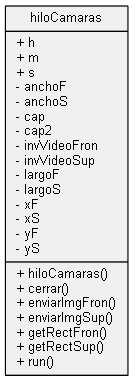 hiloCamaras
+ h
+ m
+ s
- anchoF
- anchoS
- cap
- cap2
- invVideoFron
- invVideoSup
- largoF
- largoS
- xF
- xS
- yF
- yS
+ hiloCamaras()
+ cerrar()
+ enviarImgFron()
+ enviarImgSup()
+ getRectFron()
+ getRectSup()
+ run()